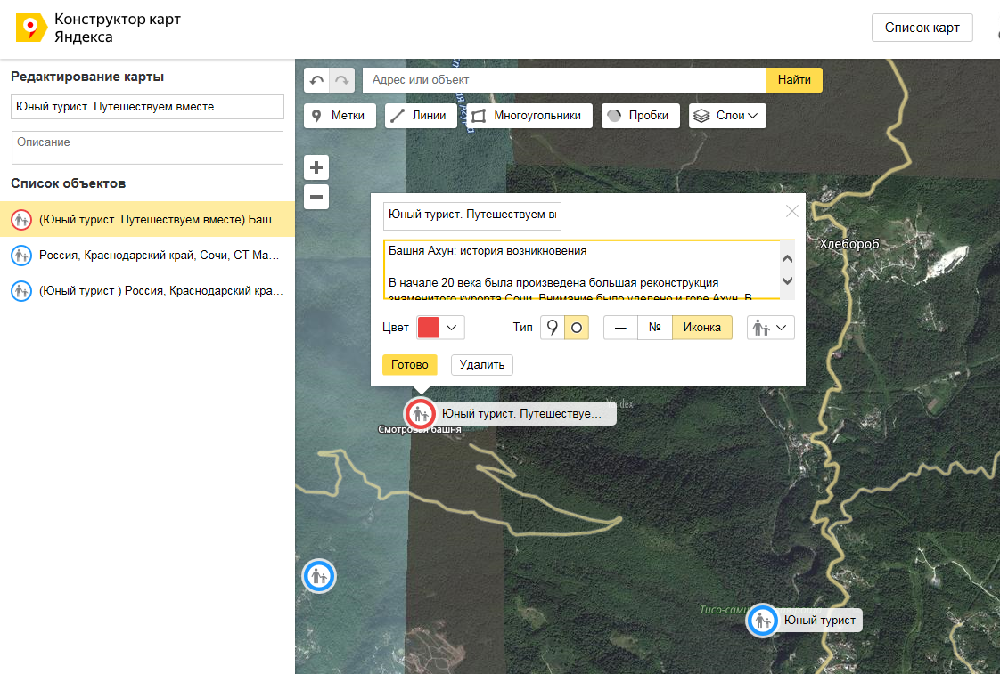 Конструктор карт
Яндекса
Список карт
Редактирование карты
Юный турист. Путешествуем вместе
Описание
Список объектов
(Юный турист. Путешествуем вместе) Баш...
Россия, Краснодарский край, Сочи, СТ Ма...
(Юный турист ) Россия, Краснодарский кра...
Адрес или объект
Найти
Метки
Линии
Многоугольники
Пробки
Слои
Юный турист. Путешествуем вм
Башня Ахун: история возникновения
В начале 20 века была произведена большая реконструкция
знаменитого курорта Сочи. Внимание было уделено и горе Ахун. В
Цвет
Тип
—
№
Иконка
Готово
Удалить
Хлебороб
Юный турист. Путешествуе...
Yandex
Смотровая башня
Тисо-сами
Юный турист